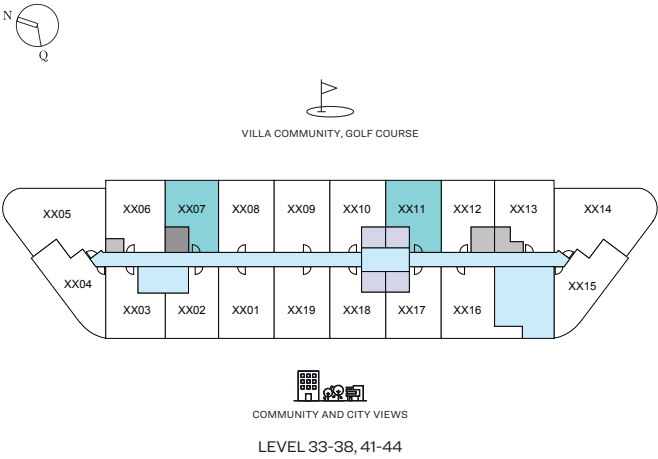 N
Q
VILLA COMMUNITY, GOLF COURSE
XX05
XX06
XX07
XX08
XX09
XX10
XX11
XX12
XX13
XX14
XX04
XX03
XX02
XX01
XX19
XX18
XX17
XX16
XX15
COMMUNITY AND CITY VIEWS
LEVEL 33-38, 41-44